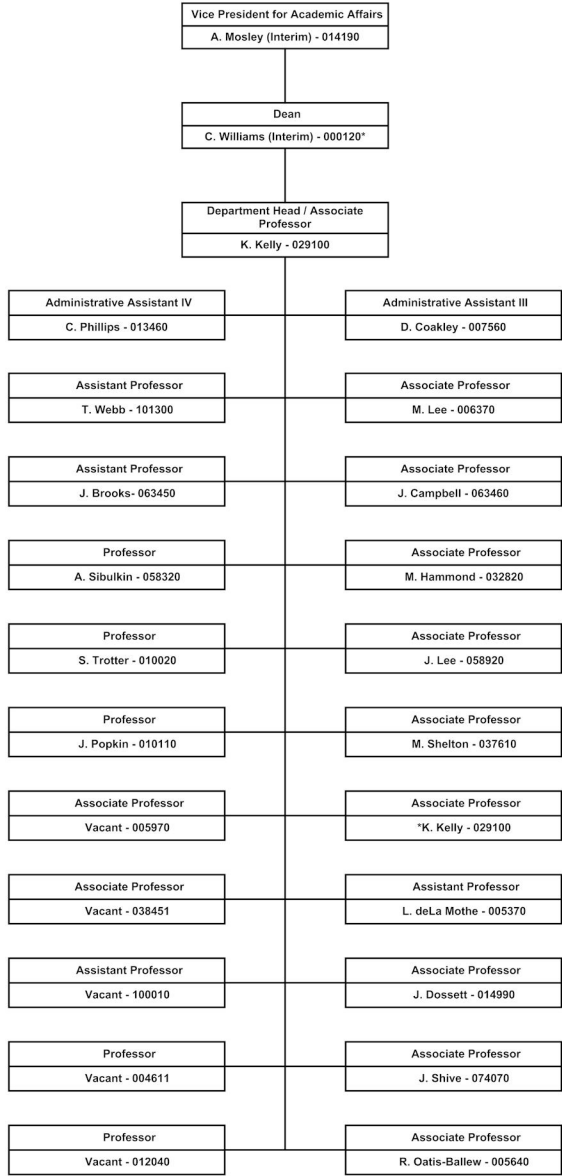 Vice President for Academic Affairs
A. Mosley (Interim) - 014190
Dean
C. Williams (Interim) - 000120*
Department Head / Associate
Professor
K. Kelly - 029100
Administrative Assistant IV
C. Phillips - 013460
Administrative Assistant III
D. Coakley - 007560
Assistant Professor
T. Webb - 101300
Associate Professor
M. Lee - 006370
Assistant Professor
J. Brooks- 063450
Associate Professor
J. Campbell - 063460
Professor
A. Sibulkin - 058320
Associate Professor
M. Hammond - 032820
Professor
S. Trotter - 010020
Associate Professor
J. Lee - 058920
Professor
J. Popkin - 010110
Associate Professor
M. Shelton - 037610
Associate Professor
Vacant - 005970
Associate Professor
*K. Kelly - 029100
Associate Professor
Vacant - 038451
Assistant Professor
L. deLa Mothe - 005370
Assistant Professor
Vacant - 100010
Associate Professor
J. Dossett - 014990
Professor
Vacant - 004611
Associate Professor
J. Shive - 074070
Professor
Vacant - 012040
Associate Professor
R. Oatis-Ballew - 005640